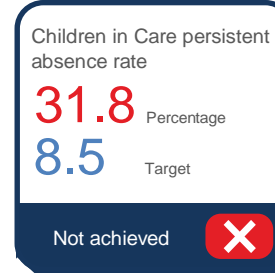 Children in Care persistent
absence rate
31.8 Percentage
8.5 Target
Not achieved